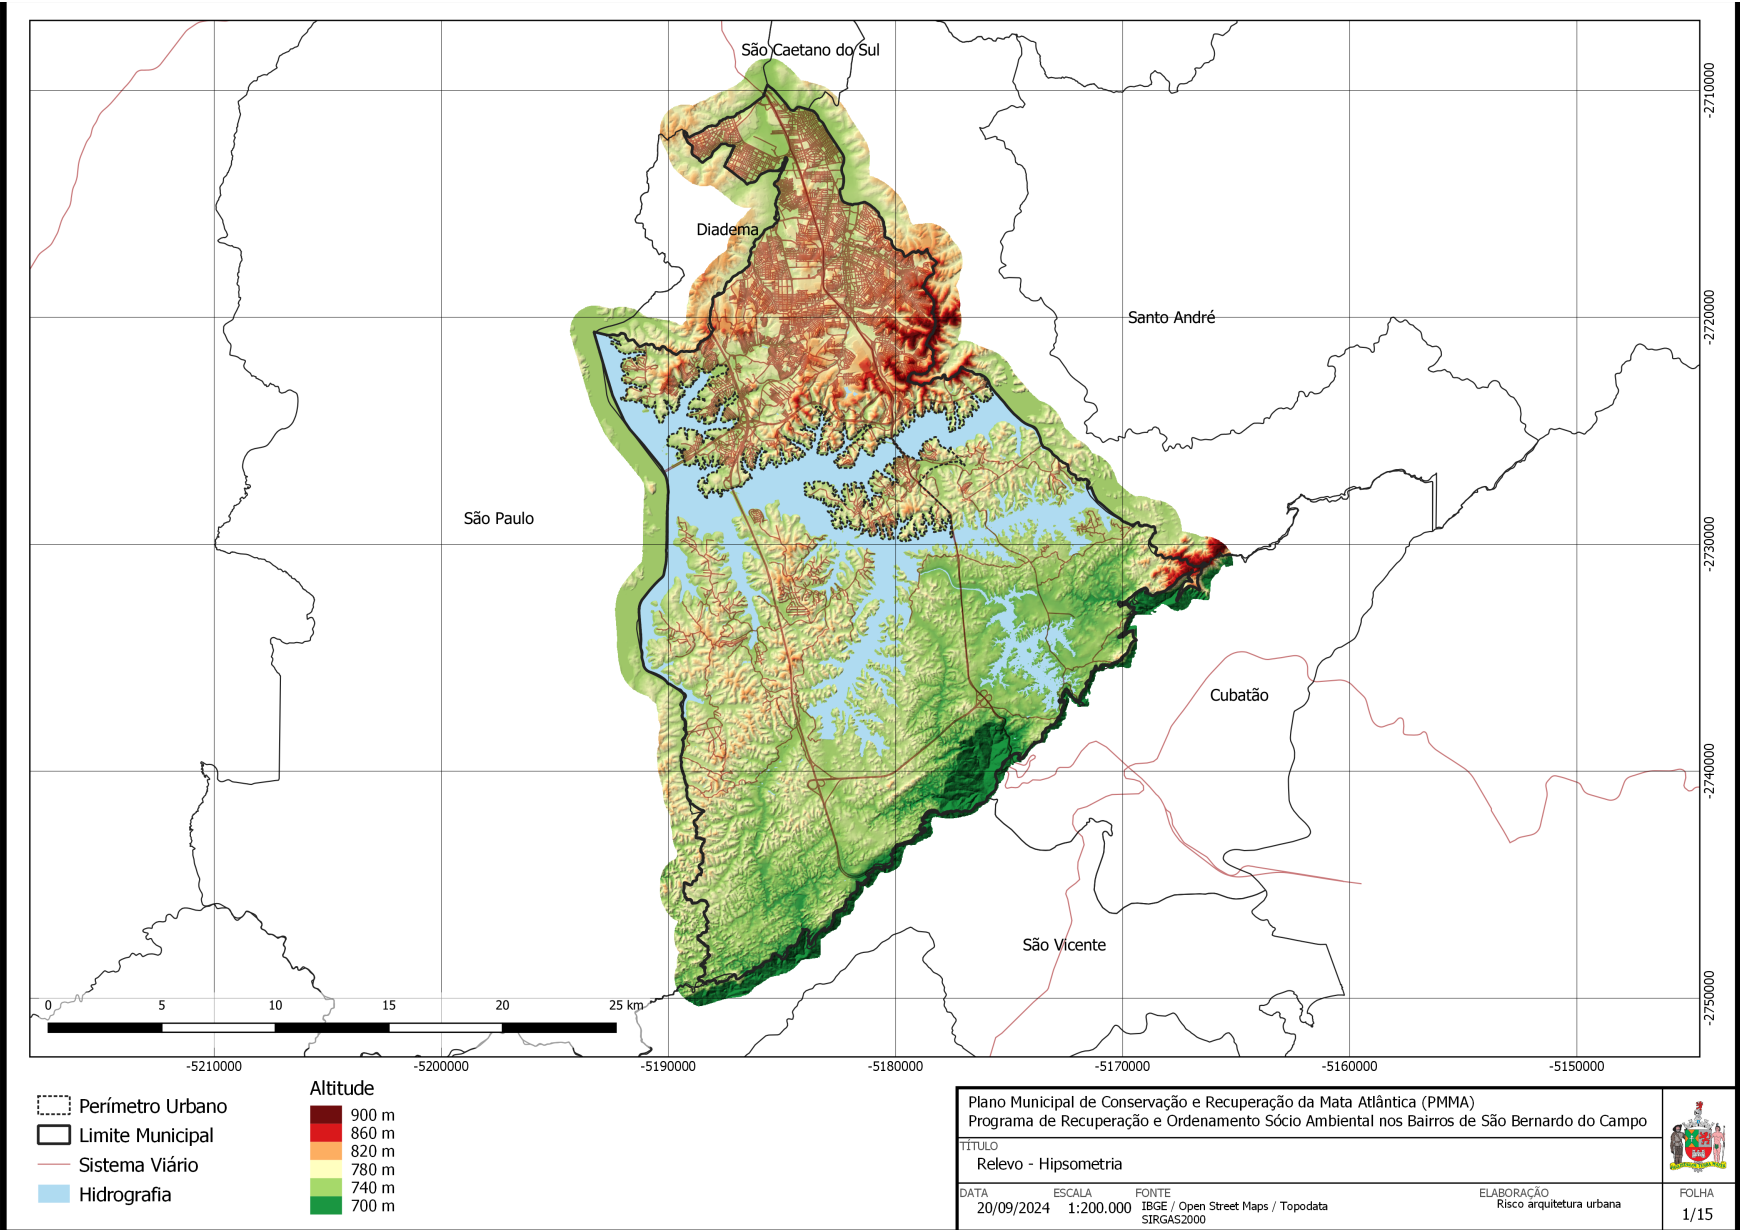 São Caetano do Sul
Diadema
Santo André
São Paulo
Cubatão
São Vicente
-2710000
-2720000
-2730000
-2740000
-2750000
0 5 10 15 20 25 km
-5210000 -5200000 -5190000 -5180000 -5170000 -5160000 -5150000
Perímetro Urbano
Limite Municipal
Sistema Viário
Hidrografia
Altitude
900 m
860 m
820 m
780 m
740 m
700 m
Plano Municipal de Conservação e Recuperação da Mata Atlântica (PMMA)
Programa de Recuperação e Ordenamento Sócio Ambiental nos Bairros de São Bernardo do Campo
TÍTULO
Relevo - Hipsometria
DATA ESCALA FONTE ELABORAÇÃO FOLHA
20/09/2024 1:200.000 IBGE / Open Street Maps / Topodata Risco arquitetura urbana 1/15
SIRGAS2000